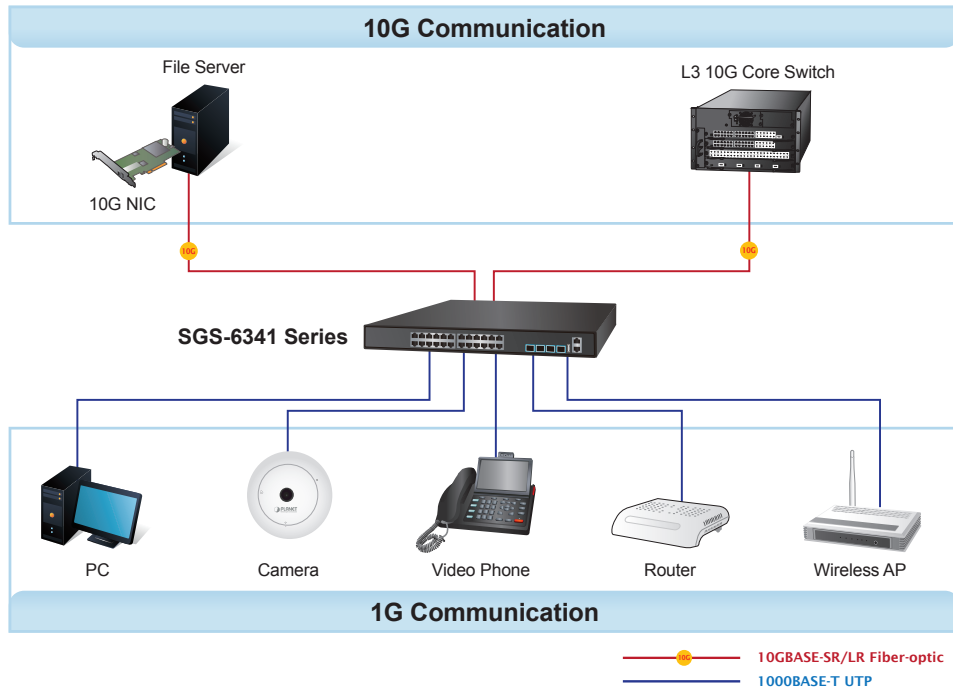 10G Communication
File Server
L3 10G Core Switch
10G NIC
10G
10G
SGS-6341 Series
PLANET
PC
Camera
Video Phone
Router
Wireless AP
1G Communication
10G
10GBASE-SR/LR Fiber-optic
1000BASE-T UTP